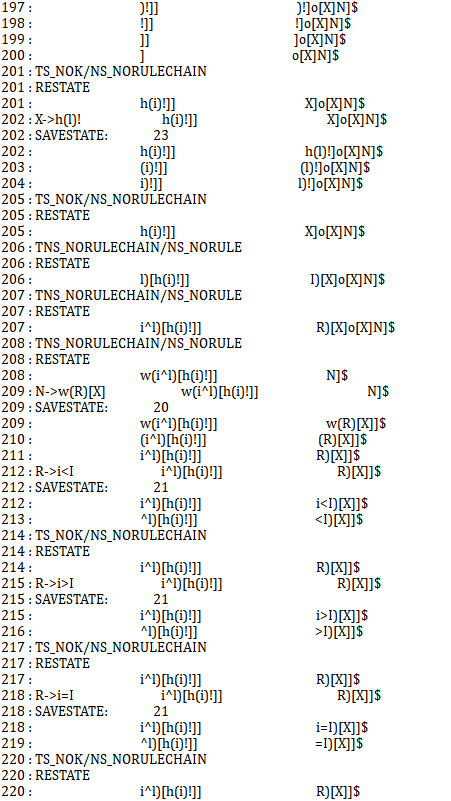 197 :                )!]]                )!]o[X]N]$
198 :                !]]                !]o[X]N]$
199 :                ]]                ]o[X]N]$
200 :                ]                o[X]N]$
201 : TS_NOK/NS_NORULECHAIN
201 : RESTATE
201 :                h(i)!]]                X]o[X]N]$
202 : X->h(l)!                h(i)!]]                X]o[X]N]$
202 : SAVESTATE:          23
202 :                h(i)!]]                h(l)!]o[X]N]$
203 :                (i)!]]                (l)!]o[X]N]$
204 :                i)!]]                l)!]o[X]N]$
205 : TS_NOK/NS_NORULECHAIN
205 : RESTATE
205 :                h(i)!]]                X]o[X]N]$
206 : TNS_NORULECHAIN/NS_NORULE
206 : RESTATE
206 :                l)[h(i)!]]                I)[X]o[X]N]$
207 : TNS_NORULECHAIN/NS_NORULE
207 : RESTATE
207 :                i^l)[h(i)!]]                R)[X]o[X]N]$
208 : TNS_NORULECHAIN/NS_NORULE
208 : RESTATE
208 :                w(i^l)[h(i)!]]                N]$
209 : N->w(R)[X]                w(i^l)[h(i)!]]                N]$
209 : SAVESTATE:          20
209 :                w(i^l)[h(i)!]]                w(R)[X]]$
210 :                (i^l)[h(i)!]]                (R)[X]]$
211 :                i^l)[h(i)!]]                R)[X]]$
212 : R->i<I                i^l)[h(i)!]]                R)[X]]$
212 : SAVESTATE:          21
212 :                i^l)[h(i)!]]                i<I)[X]]$
213 :                ^l)[h(i)!]]                <I)[X]]$
214 : TS_NOK/NS_NORULECHAIN
214 : RESTATE
214 :                i^l)[h(i)!]]                R)[X]]$
215 : R->i>I                i^l)[h(i)!]]                R)[X]]$
215 : SAVESTATE:          21
215 :                i^l)[h(i)!]]                i>I)[X]]$
216 :                ^l)[h(i)!]]                >I)[X]]$
217 : TS_NOK/NS_NORULECHAIN
217 : RESTATE
217 :                i^l)[h(i)!]]                R)[X]]$
218 : R->i=I                i^l)[h(i)!]]                R)[X]]$
218 : SAVESTATE:          21
218 :                i^l)[h(i)!]]                i=I)[X]]$
219 :                ^l)[h(i)!]]                =I)[X]]$
220 : TS_NOK/NS_NORULECHAIN
220 : RESTATE
220 :                i^l)[h(i)!]]                R)[X]]$